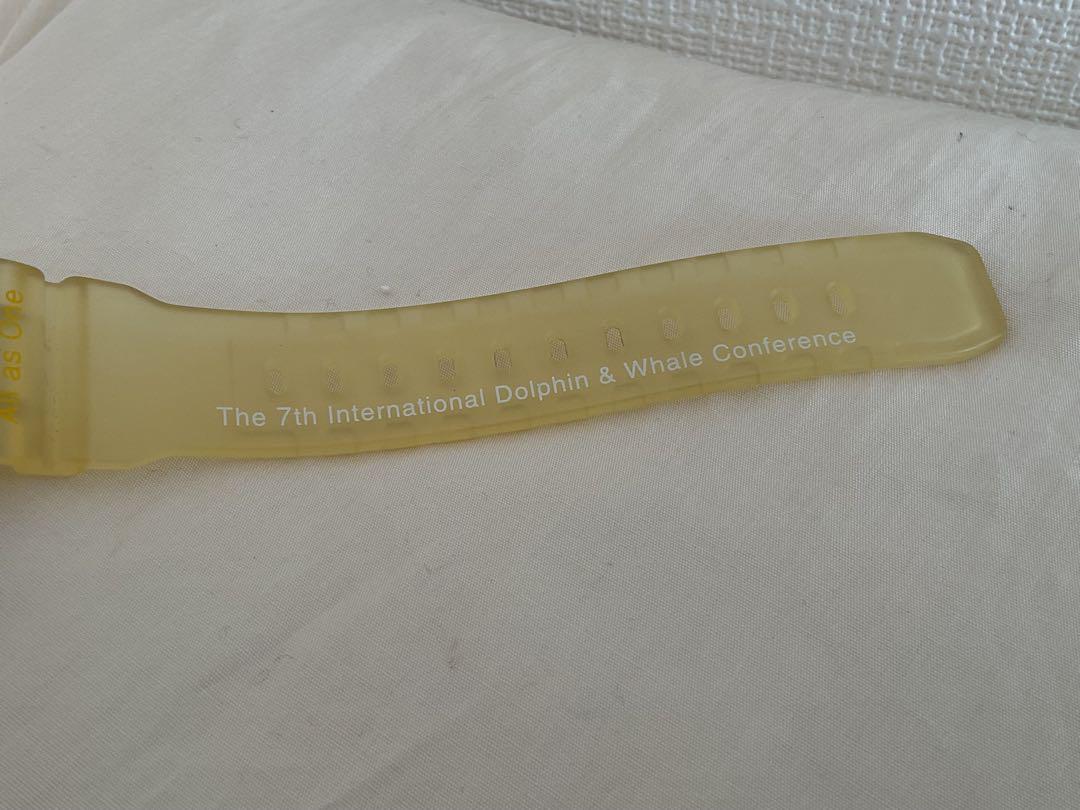 All as One
The 7th International Dolphin & Whale Conference